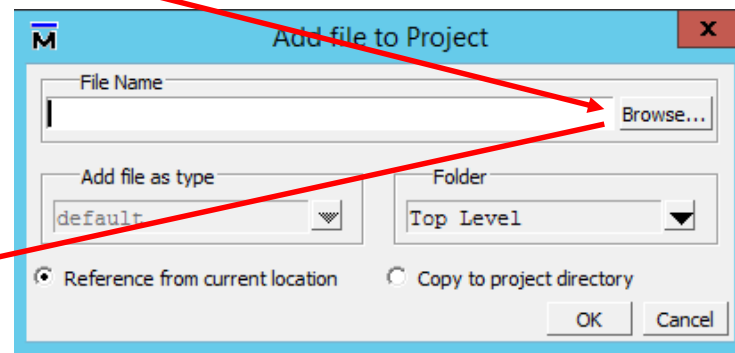 M Add file to Project x
File Name
Browse...
Add file as type Folder
default Top Level
Reference from current location Copy to project directory
OK Cancel